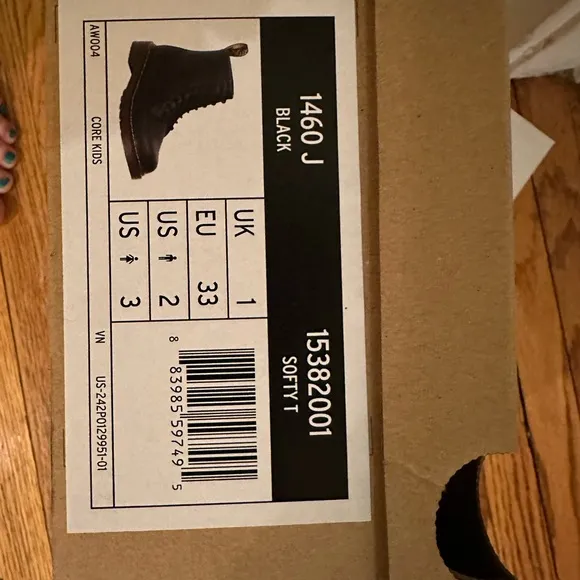 1460 J
BLACK
15382001
SOFTY T
UK 1
EU 33
US 2
US 3
8 83985 59749 5
AW004
CORE KIDS
VN
US-242P0129951-01